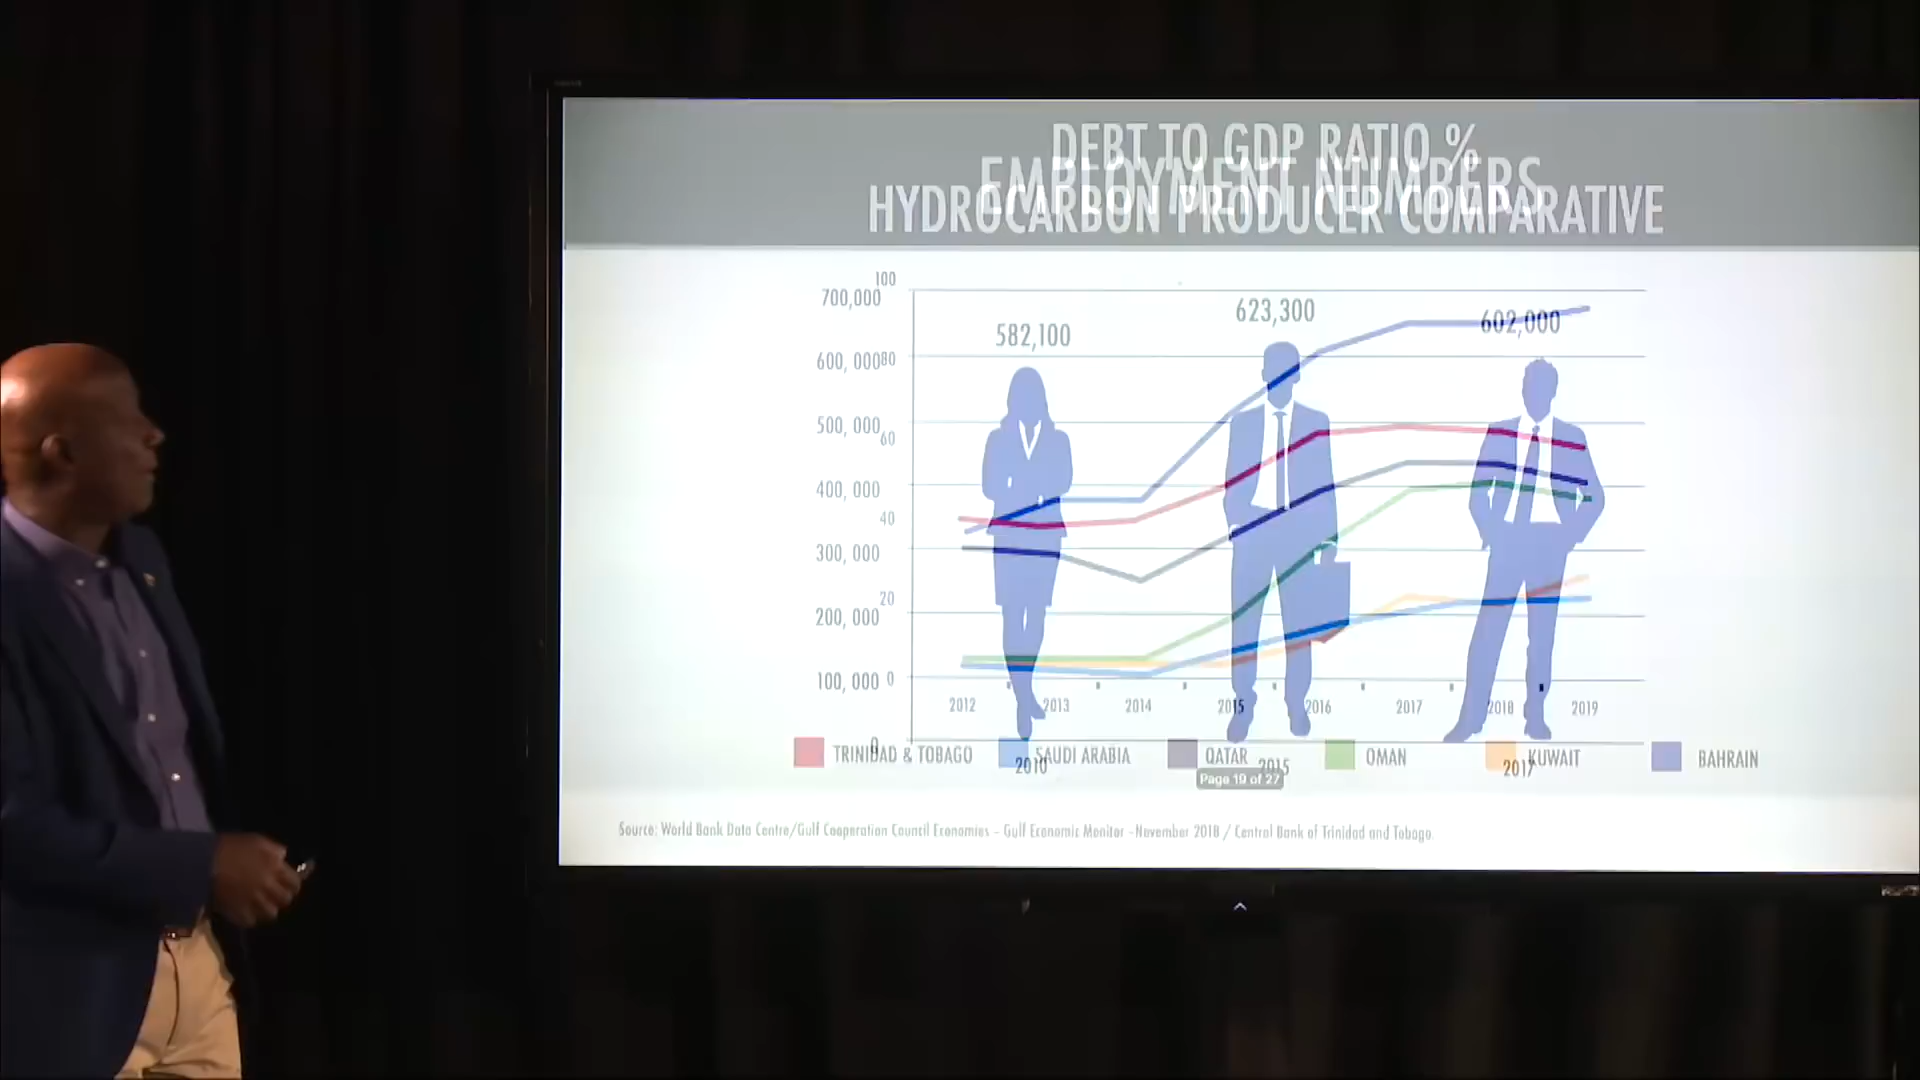 DEBT TO GDP RATIO %
EMPLOYMENT NUMBERS
HYDROCARBON PRODUCER COMPARATIVE
100
700,000
623,300
602,000
582,100
600, 000
80
500, 000
60
400, 000
40
300, 000
20
200, 000
100, 000
0
2012 2013 2014 2015 2016 2017 2018 2019
0
TRINIDAD & TOBAGO SAUDI ARABIA QATAR OMAN KUWAIT BAHRAIN
2010 2015 2017
Page 19 of 27
Source: World Bank Data Centre/Gulf Cooperation Council Economies – Gulf Economic Monitor –November 2018 / Central Bank of Trinidad and Tobago.